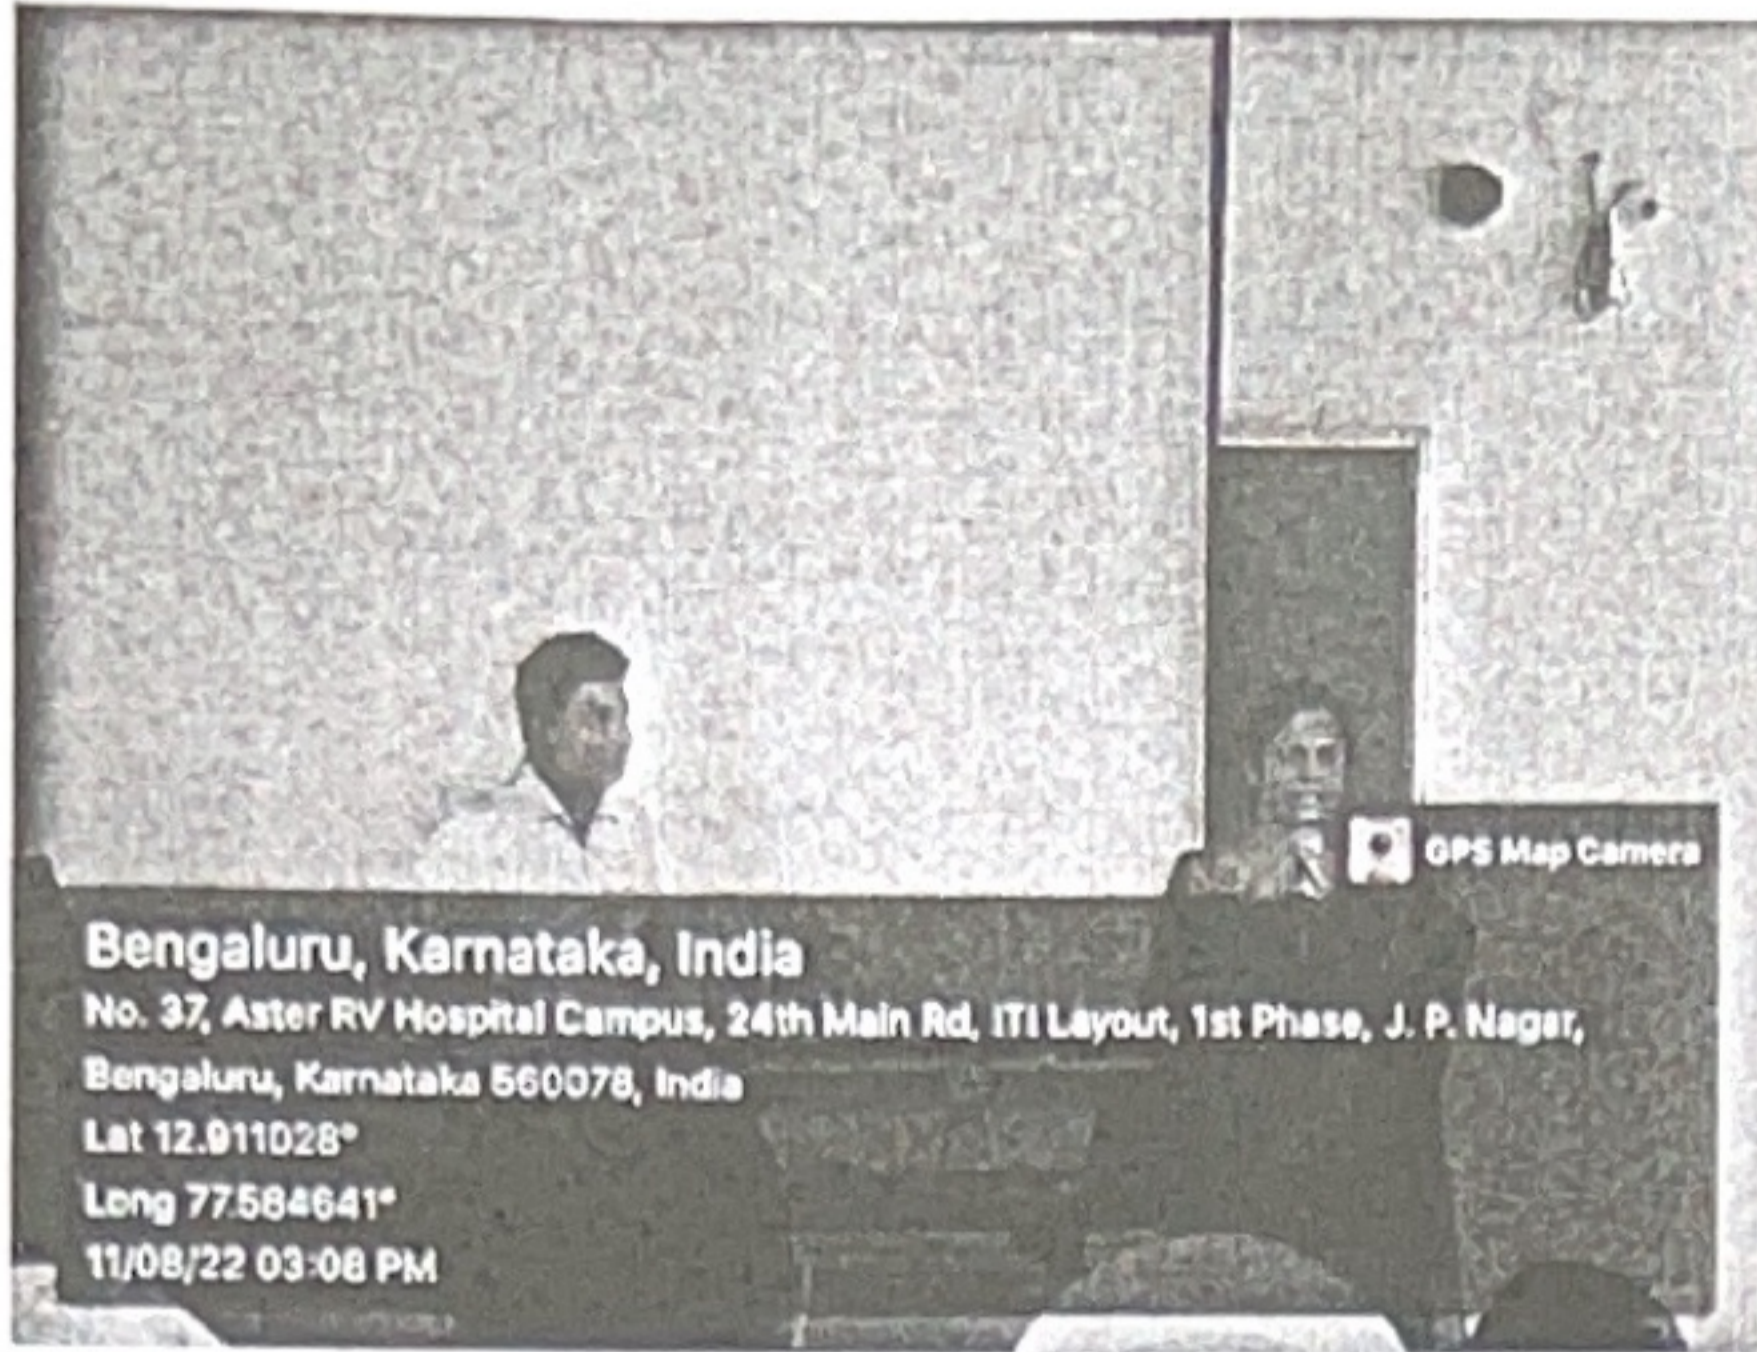 GPS Map Camera
Bengaluru, Karnataka, India
No. 37, Aster RV Hospital Campus, 24th Main Rd, ITI Layout, 1st Phase, J. P. Nagar,
Bengaluru, Karnataka 560078, India
Lat 12.911028°
Long 77.584641°
11/08/22 03:08 PM